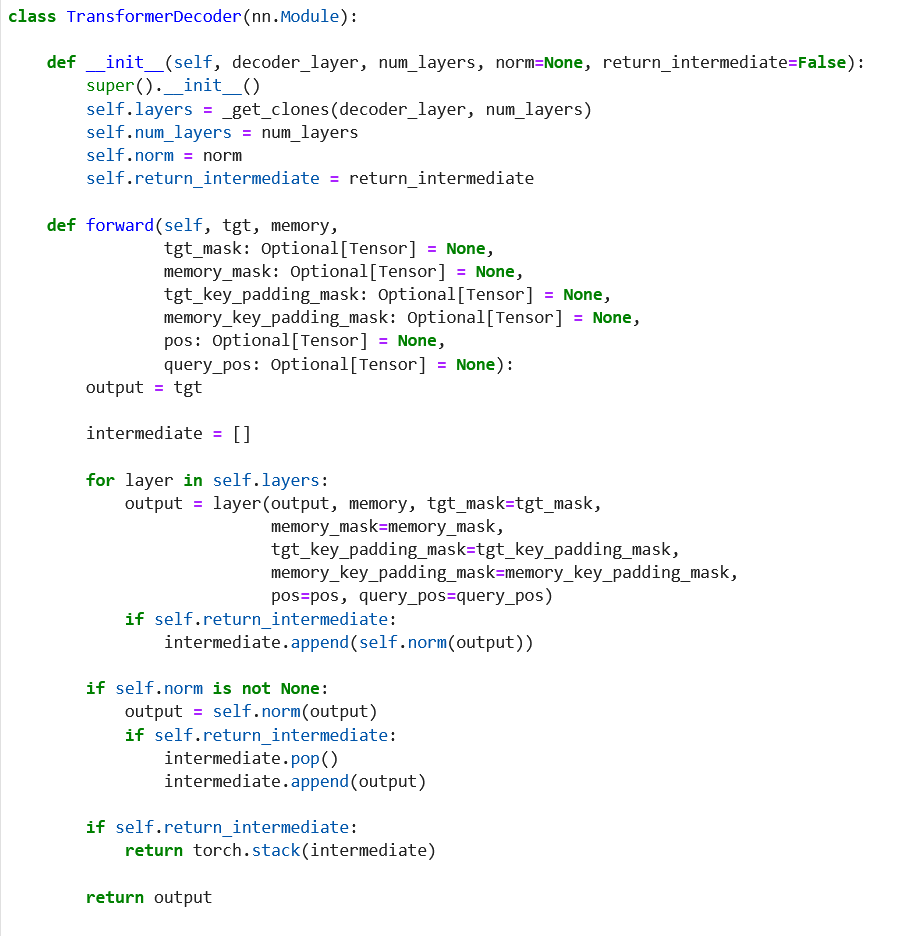 class TransformerDecoder(nn.Module):

    def __init__(self, decoder_layer, num_layers, norm=None, return_intermediate=False):
        super().__init__()
        self.layers = _get_clones(decoder_layer, num_layers)
        self.num_layers = num_layers
        self.norm = norm
        self.return_intermediate = return_intermediate

    def forward(self, tgt, memory,
                tgt_mask: Optional[Tensor] = None,
                memory_mask: Optional[Tensor] = None,
                tgt_key_padding_mask: Optional[Tensor] = None,
                memory_key_padding_mask: Optional[Tensor] = None,
                pos: Optional[Tensor] = None,
                query_pos: Optional[Tensor] = None):
        output = tgt

        intermediate = []

        for layer in self.layers:
            output = layer(output, memory, tgt_mask=tgt_mask,
                           memory_mask=memory_mask,
                           tgt_key_padding_mask=tgt_key_padding_mask,
                           memory_key_padding_mask=memory_key_padding_mask,
                           pos=pos, query_pos=query_pos)
            if self.return_intermediate:
                intermediate.append(self.norm(output))

        if self.norm is not None:
            output = self.norm(output)
            if self.return_intermediate:
                intermediate.pop()
                intermediate.append(output)

        if self.return_intermediate:
            return torch.stack(intermediate)

        return output